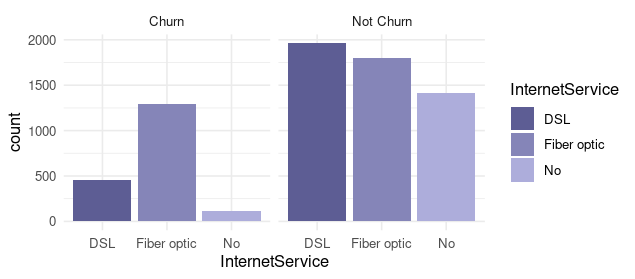 Churn
Not Churn
2000
1500
1000
500
0
count
DSL
Fiber optic
No
DSL
Fiber optic
No
InternetService
InternetService
DSL
Fiber optic
No